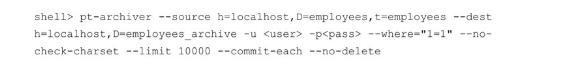 shell> pt-archiver --source h=localhost,D=employees,t=employees --dest
h=localhost,D=employees_archive -u <user> -p<pass> --where="1=1" --no-
check-charset --limit 10000 --commit-each --no-delete